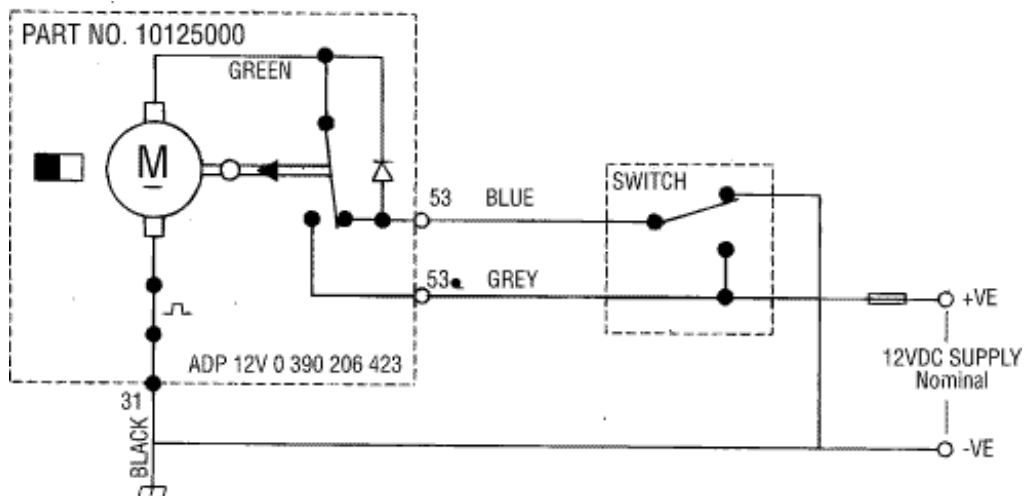 PART NO. 10125000
GREEN
M
53 BLUE
SWITCH
53• GREY
+VE
12VDC SUPPLY
Nominal
ADP 12V 0 390 206 423
31
BLACK
-VE